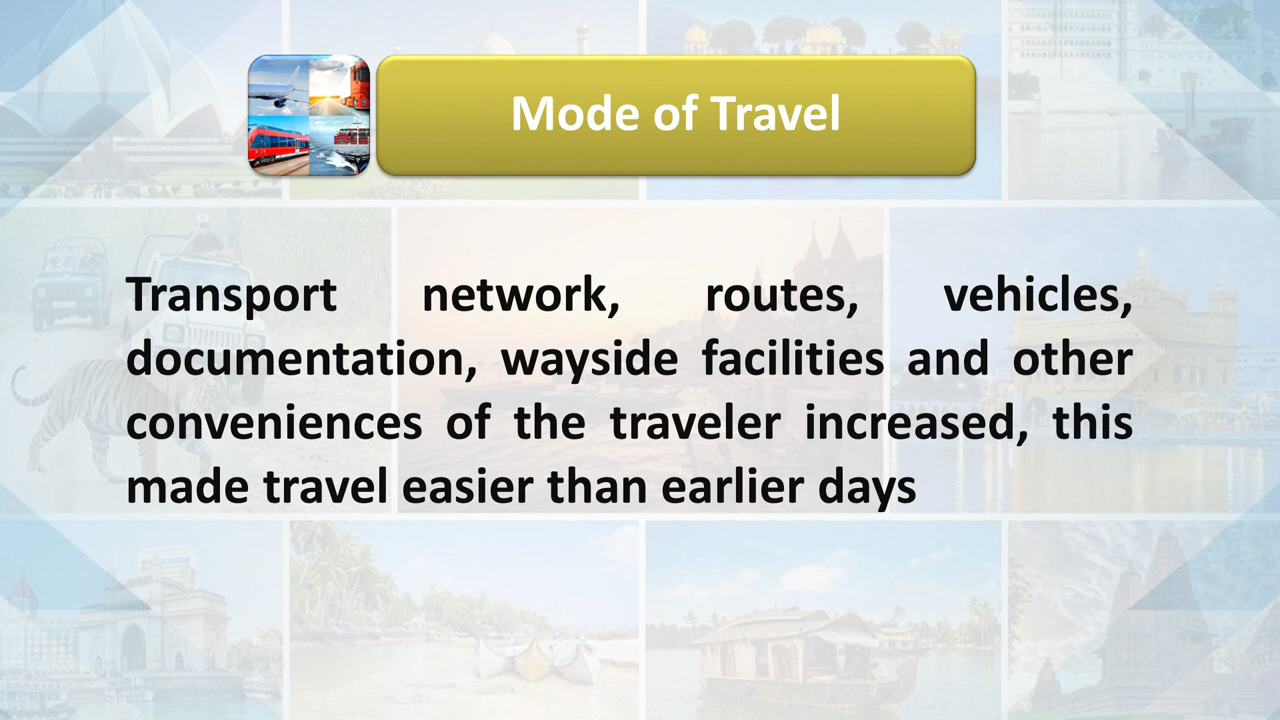 Mode of Travel
Transport network, routes, vehicles,
documentation, wayside facilities and other
conveniences of the traveler increased, this
made travel easier than earlier days